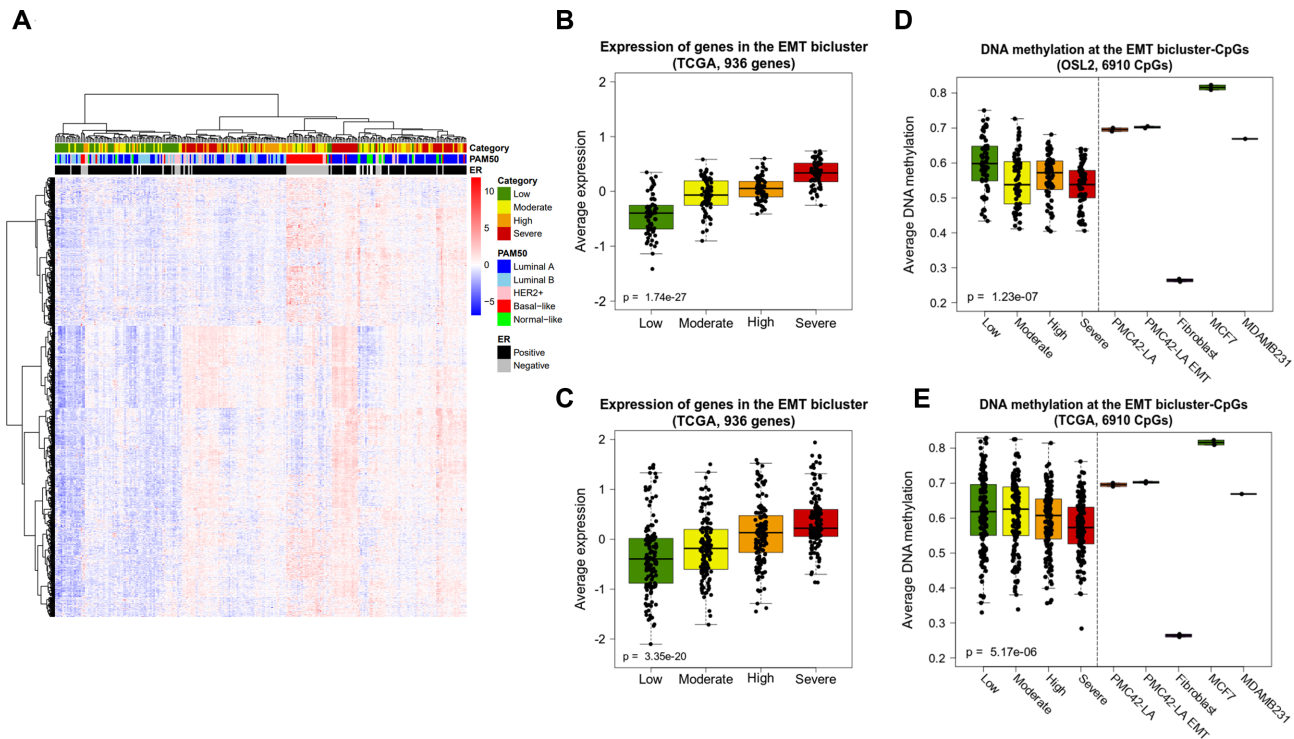 A
Category
PAM50
ER
10
5
0
−5
Category
Low
Moderate
High
Severe
PAM50
Luminal A
Luminal B
HER2+
Basal−like
Normal−like
ER
Positive
Negative
B
Expression of genes in the EMT bicluster
(TCGA, 936 genes)
Average expression
2
1
0
-1
-2
p = 1.74e-27
Low Moderate High Severe
C
Expression of genes in the EMT bicluster
(TCGA, 936 genes)
Average expression
2
1
0
-1
-2
p = 3.35e-20
Low Moderate High Severe
D
DNA methylation at the EMT bicluster-CpGs
(OSL2, 6910 CpGs)
Average DNA methylation
0.8
0.7
0.6
0.5
0.4
0.3
0.2
p = 1.23e-07
Low
Moderate
High
Severe
PMC42-LA
PMC42-LA EMT
Fibroblast
MCF7
MDAMB231
E
DNA methylation at the EMT bicluster-CpGs
(TCGA, 6910 CpGs)
Average DNA methylation
0.8
0.7
0.6
0.5
0.4
0.3
0.2
p = 5.17e-06
Low
Moderate
High
Severe
PMC42-LA
PMC42-LA EMT
Fibroblast
MCF7
MDAMB231